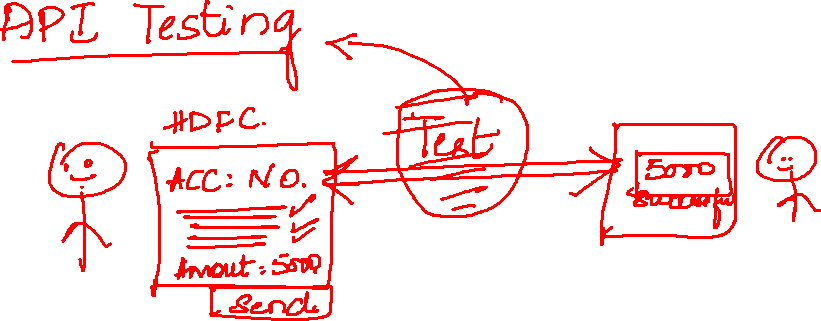 API Testing
HDFC.
Test
ACC: NO.
5000
Amout: 5000
Send